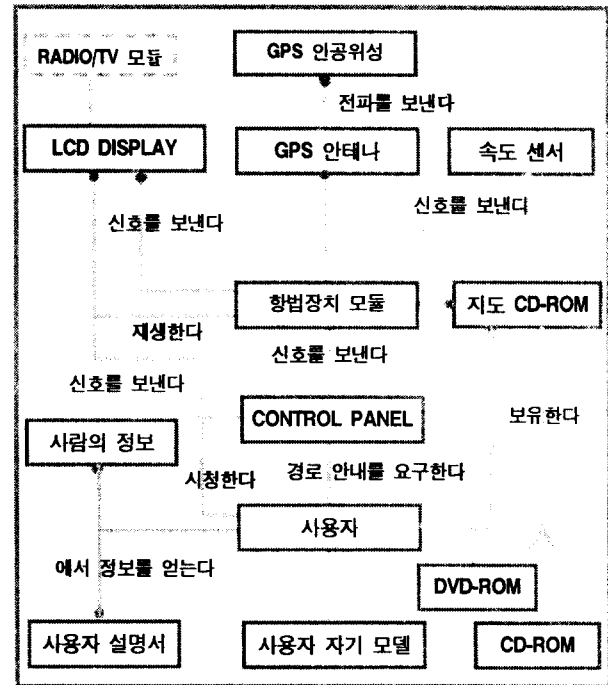 RADIO/TV 모듈
GPS 인공위성
전파를 보낸다
LCD DISPLAY
GPS 안테나
속도 센서
신호를 보낸다
신호를 보낸다
항법장치 모듈
지도 CD-ROM
재생한다
신호를 보낸다
신호를 보낸다
CONTROL PANEL
보유한다
사람의 정보
시청한다
경로 안내를 요구한다
사용자
에서 정보를 얻는다
DVD-ROM
사용자 설명서
사용자 자기 모델
CD-ROM